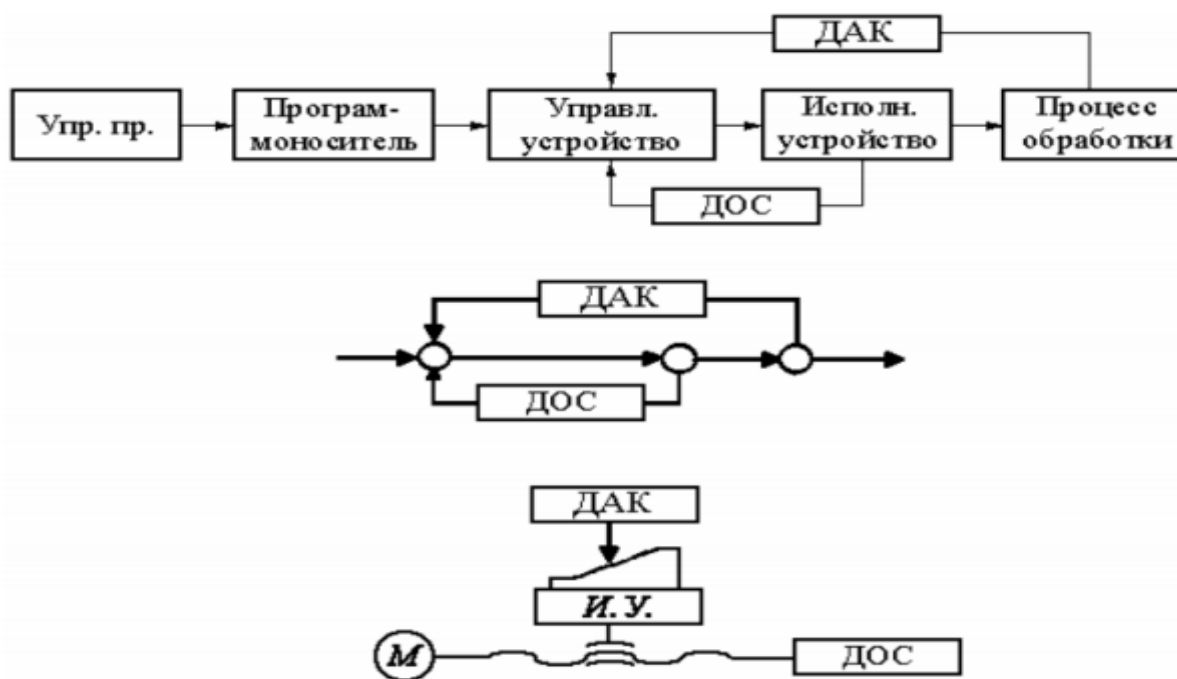 ДАК
Упр. пр.
Програм-
моноситель
Управл.
устройство
Исполн.
устройство
Процесс
обработки
ДОС
ДАК
ДОС
ДАК
И. У.
М
ДОС